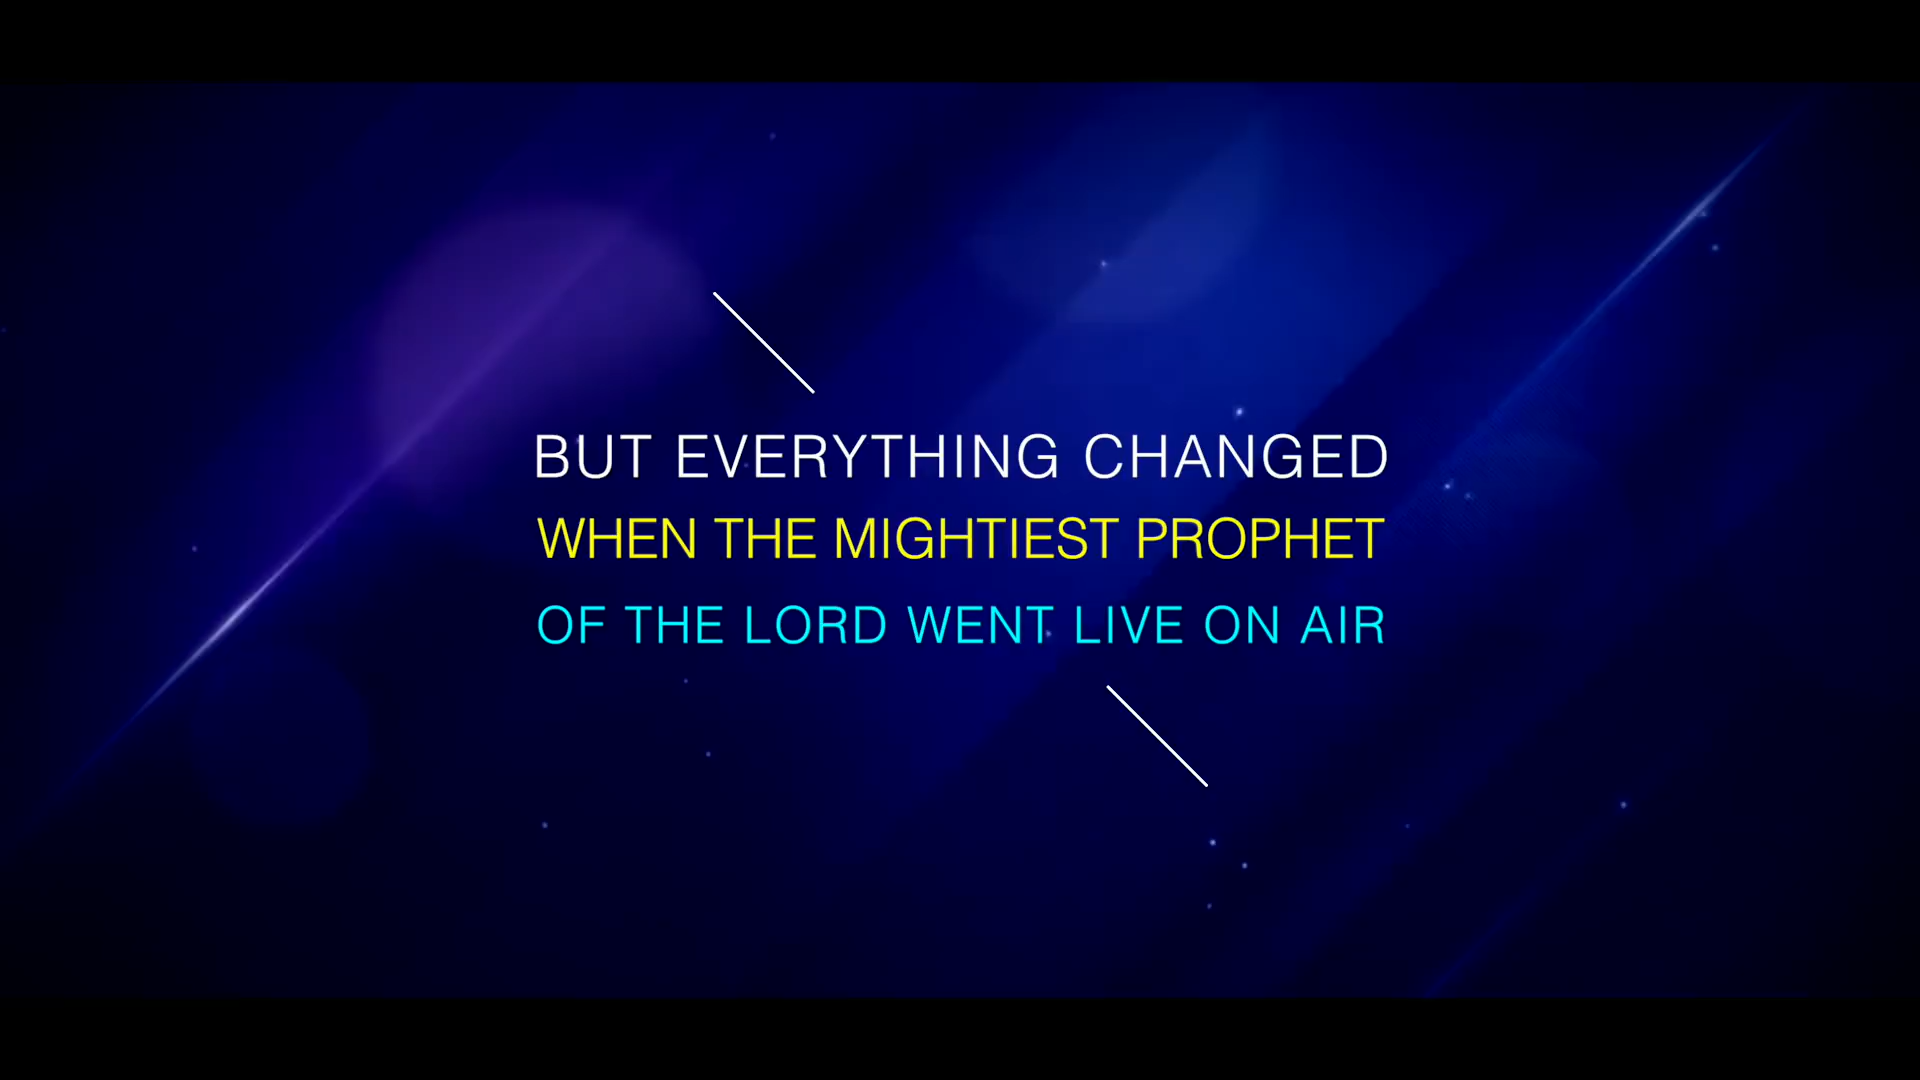 BUT EVERYTHING CHANGED
WHEN THE MIGHTIEST PROPHET
OF THE LORD WENT LIVE ON AIR